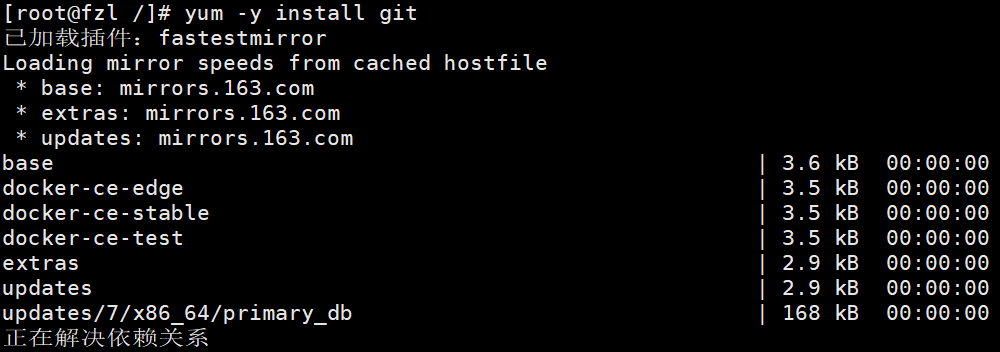 [root@fzl /]# yum -y install git
已加载插件：fastestmirror
Loading mirror speeds from cached hostfile
 * base: mirrors.163.com
 * extras: mirrors.163.com
 * updates: mirrors.163.com
base | 3.6 kB 00:00:00
docker-ce-edge | 3.5 kB 00:00:00
docker-ce-stable | 3.5 kB 00:00:00
docker-ce-test | 3.5 kB 00:00:00
extras | 2.9 kB 00:00:00
updates | 2.9 kB 00:00:00
updates/7/x86_64/primary_db | 168 kB 00:00:00
正在解决依赖关系